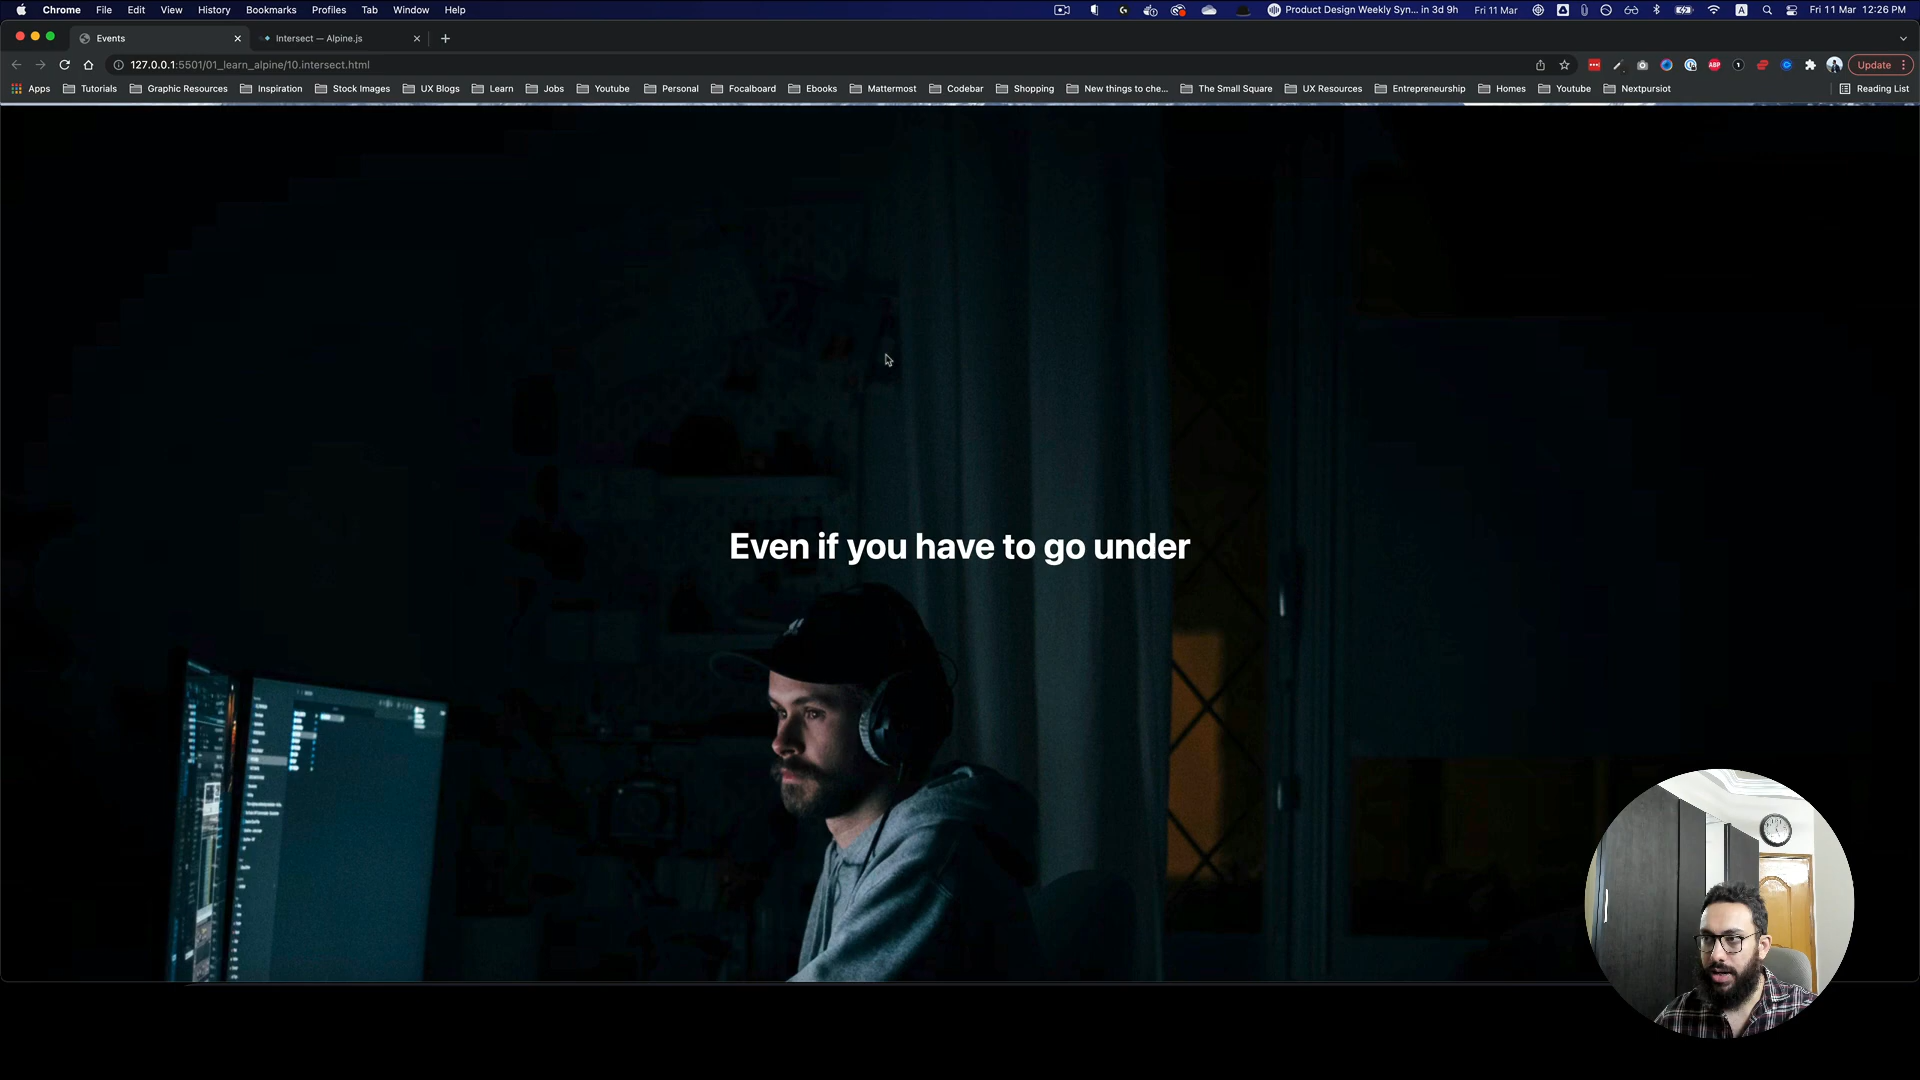 Chrome File Edit View History Bookmarks Profiles Tab Window Help Product Design Weekly Syn... in 3d 9h Fri 11 Mar Fri 11 Mar 12:26 PM
Events Intersect — Alpine.js
127.0.0.1:5501/01_learn_alpine/10.intersect.html ABP Update
Apps Tutorials Graphic Resources Inspiration Stock Images UX Blogs Learn Jobs Youtube Personal Focalboard Ebooks Mattermost Codebar Shopping New things to che... The Small Square UX Resources Entrepreneurship Homes Youtube Nextpursiot Reading List
Even if you have to go under